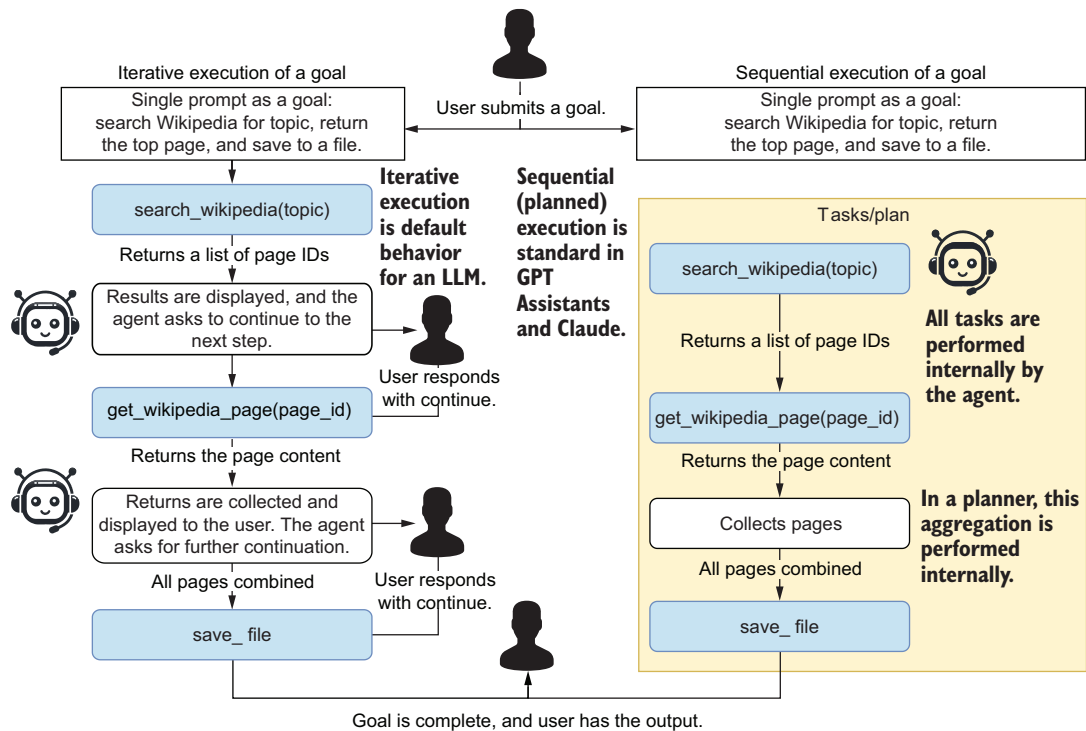 Iterative execution of a goal
Single prompt as a goal:
search Wikipedia for topic, return
the top page, and save to a file.
User submits a goal.
Sequential execution of a goal
Single prompt as a goal:
search Wikipedia for topic, return
the top page, and save to a file.
Iterative
execution
is default
behavior
for an LLM.
Sequential
(planned)
execution is
standard in
GPT
Assistants
and Claude.
search_wikipedia(topic)
Returns a list of page IDs
Results are displayed, and the
agent asks to continue to the
next step.
User responds
with continue.
get_wikipedia_page(page_id)
Returns the page content
Returns are collected and
displayed to the user. The agent
asks for further continuation.
User responds
with continue.
All pages combined
save_ file
Tasks/plan
search_wikipedia(topic)
Returns a list of page IDs
All tasks are
performed
internally by
the agent.
get_wikipedia_page(page_id)
Returns the page content
Collects pages
In a planner, this
aggregation is
performed
internally.
All pages combined
save_ file
Goal is complete, and user has the output.